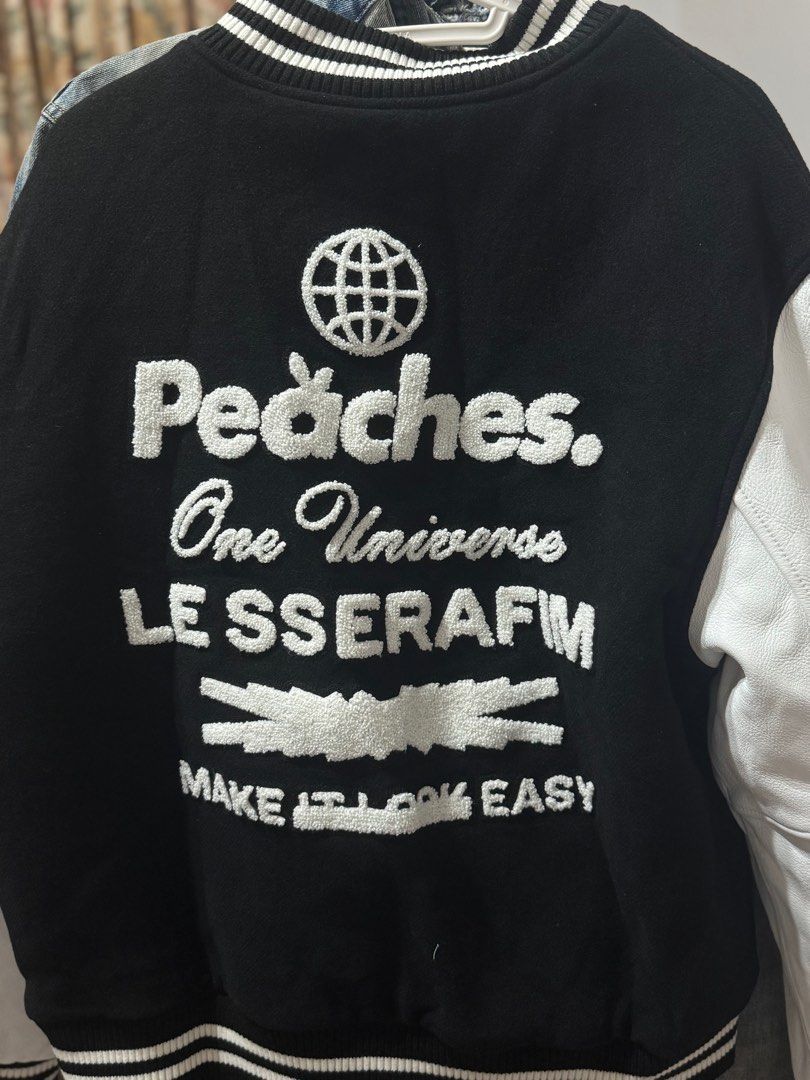 Peaches.
One Universe
LE SSERAFIM
MAKE IT LOOK EASY